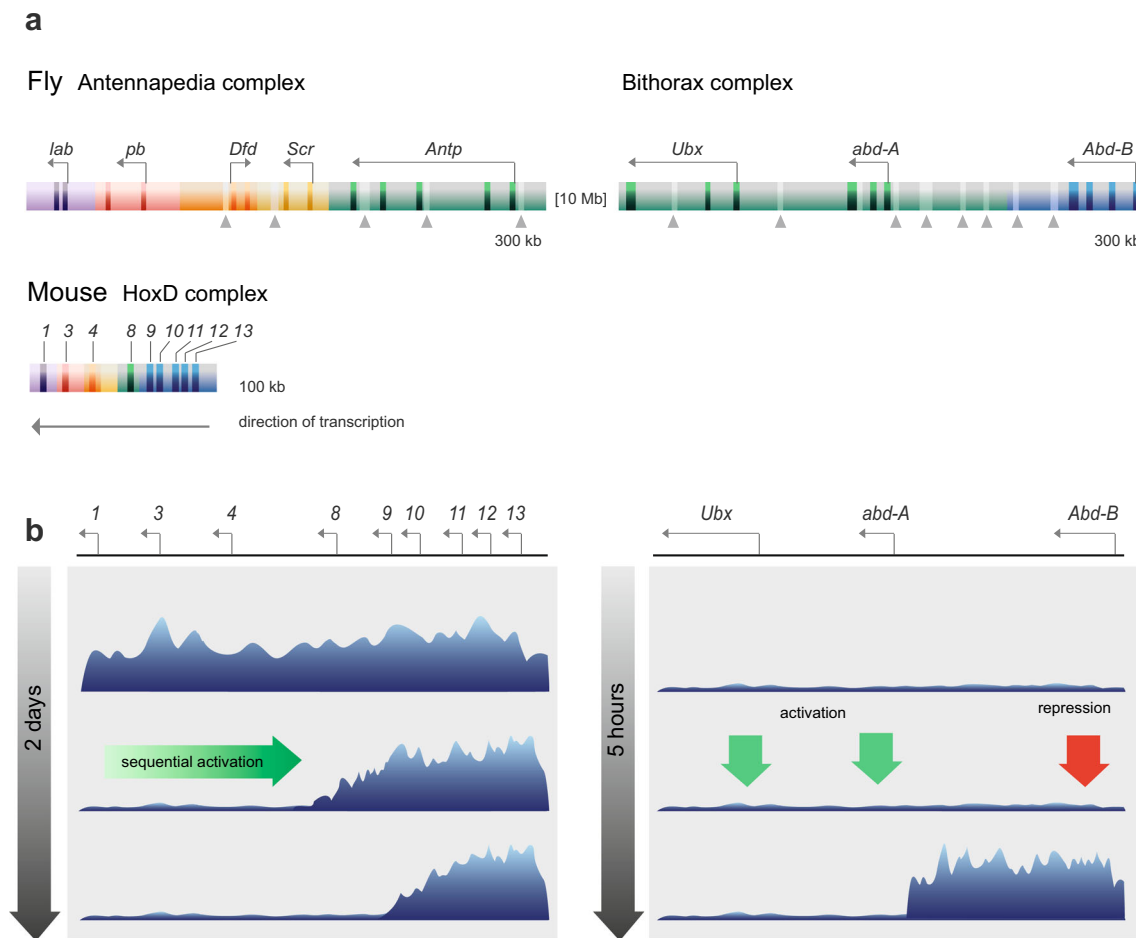 a
Fly Antennapedia complex
Bithorax complex
lab pb Dfd Scr Antp
Ubx abd-A Abd-B
[10 Mb]
300 kb
300 kb
Mouse HoxD complex
1 3 4 8 9 10 11 12 13
100 kb
direction of transcription
b
1 3 4 8 9 10 11 12 13
2 days
sequential activation
Ubx abd-A Abd-B
5 hours
activation
repression